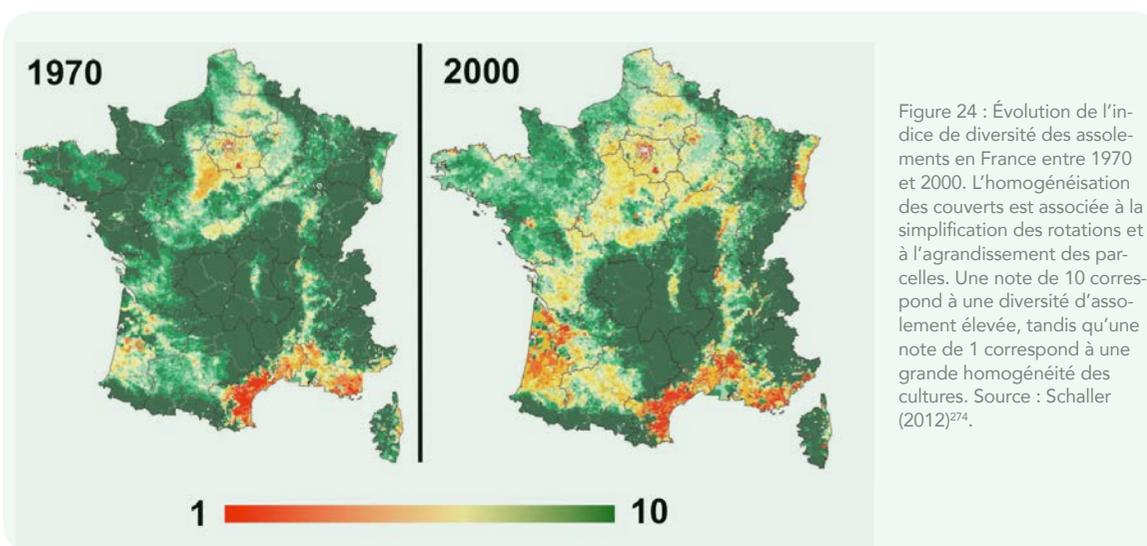 1970
2000
1
10
Figure 24 : Évolution de l'in-
dice de diversité des assole-
ments en France entre 1970
et 2000. L'homogénéisation
des couverts est associée à la
simplification des rotations et
à l'agrandissement des par-
celles. Une note de 10 corres-
pond à une diversité d'asso-
lement élevée, tandis qu'une
note de 1 correspond à une
grande homogénéité des
cultures. Source : Schaller
(2012)²⁷⁴.